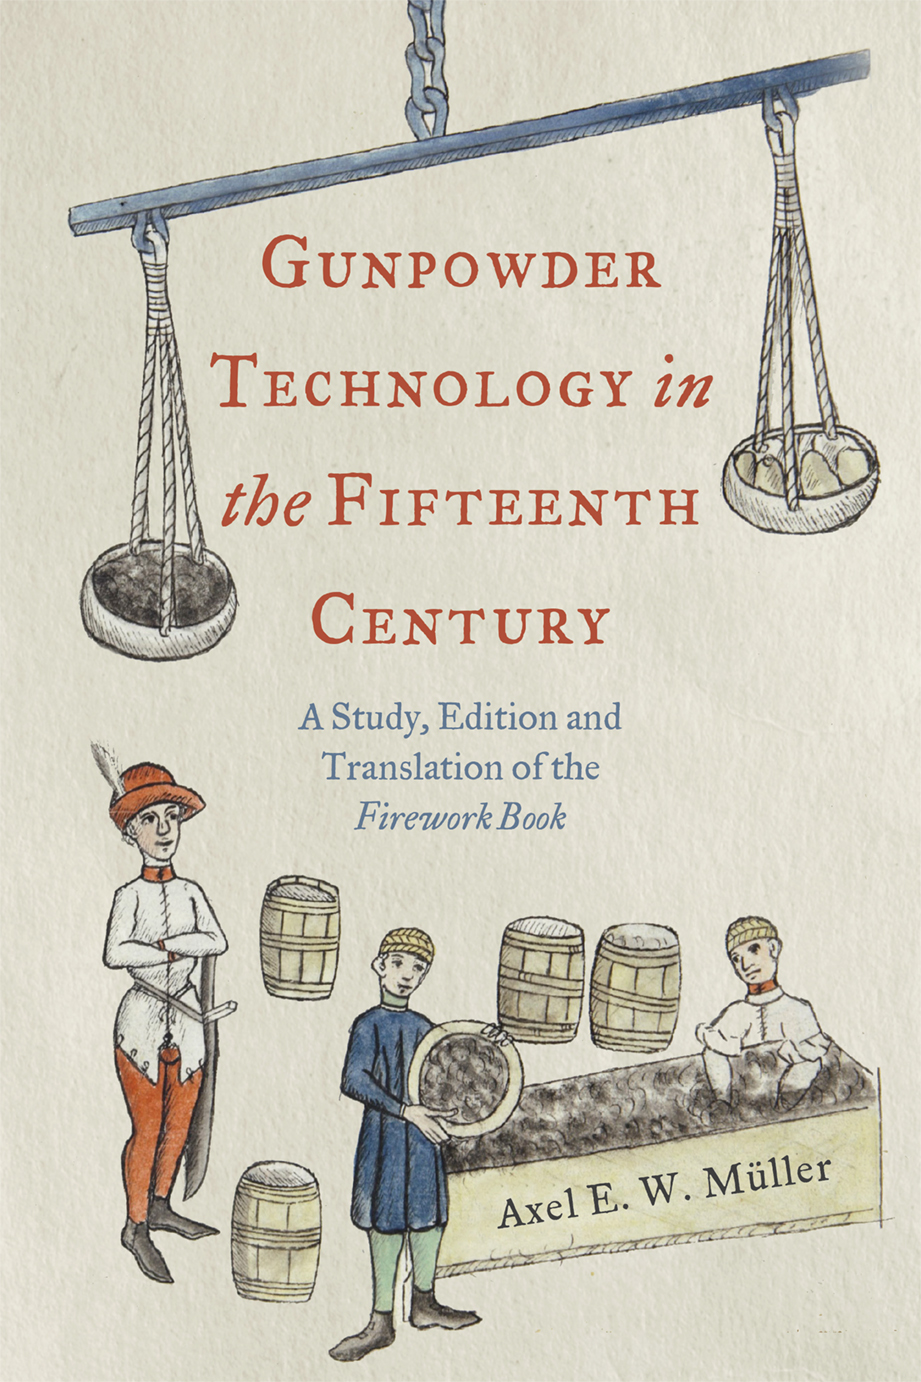 Gunpowder
Technology in
the Fifteenth
Century
A Study, Edition and
Translation of the
Firework Book
Axel E. W. Müller